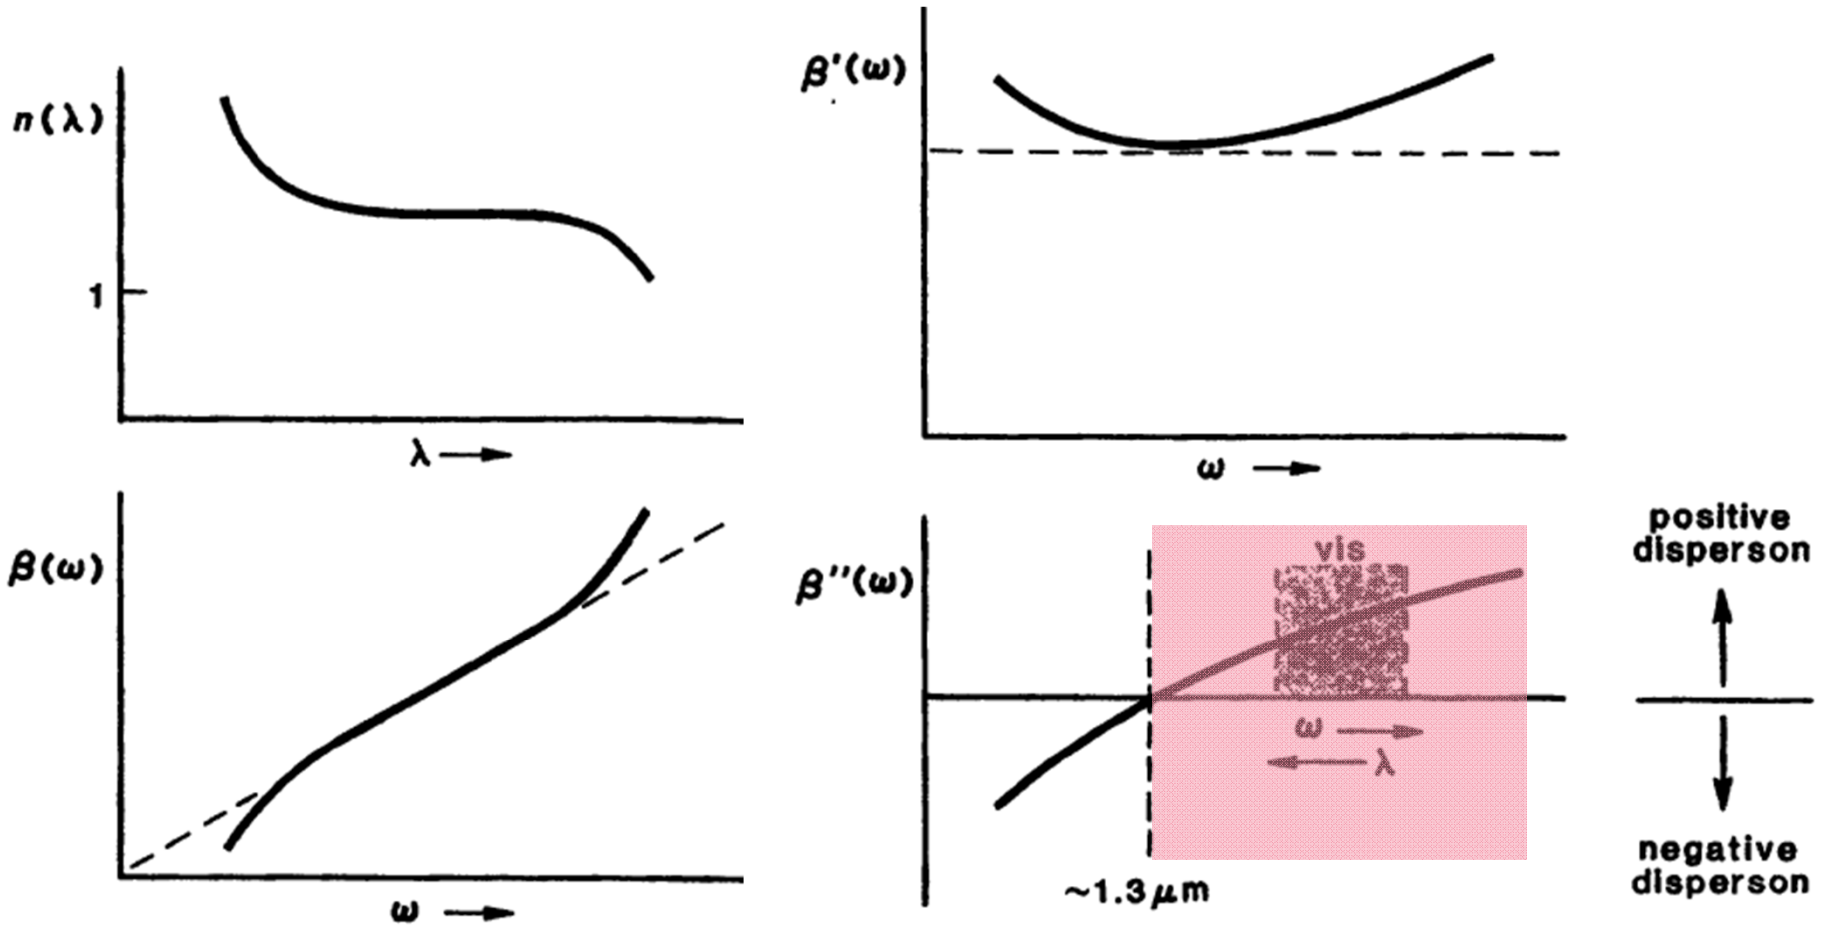 n(λ)
1
λ
β'(ω)
ω
β(ω)
ω
β''(ω)
vis
ω
λ
~1.3 μm
positive
disperson
negative
disperson